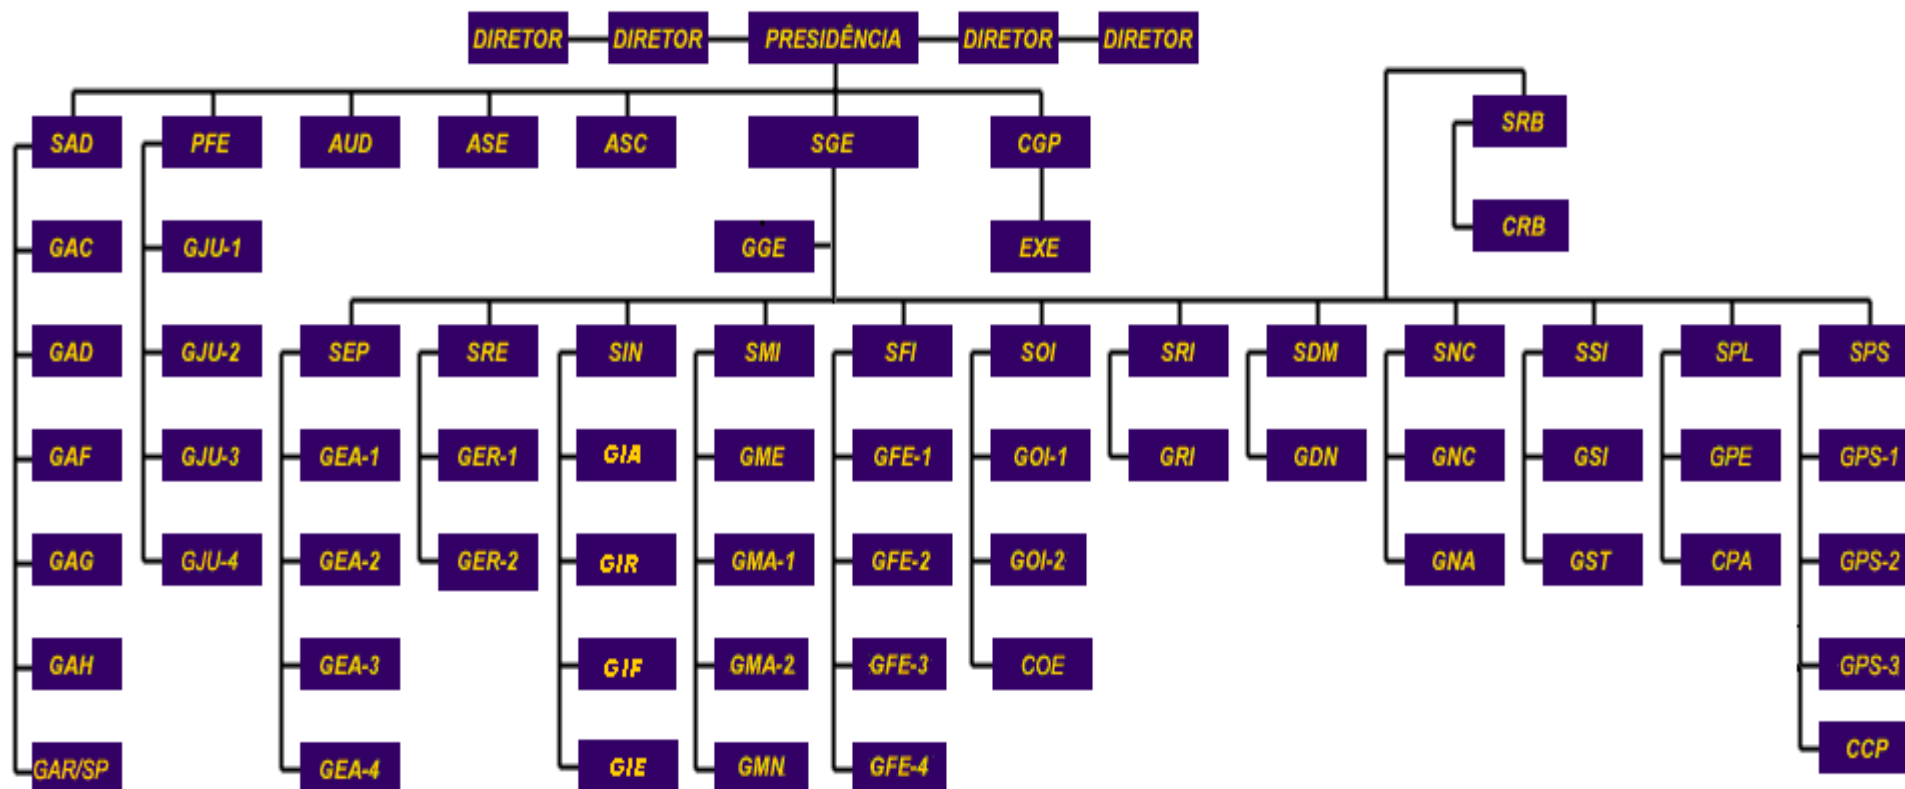 DIRETOR DIRETOR PRESIDÊNCIA DIRETOR DIRETOR
SAD PFE AUD ASE ASC SGE CGP SRB
GAC GJU-1 GGE EXE CRB
GAD GJU-2 SEP SRE SIN SMI SFI SOI SRI SDM SNC SSI SPL SPS
GAF GJU-3 GEA-1 GER-1 GIA GME GFE-1 GOI-1 GRI GDN GNC GSI GPE GPS-1
GAG GJU-4 GEA-2 GER-2 GIR GMA-1 GFE-2 GOI-2 GNA GST CPA GPS-2
GAH GEA-3 GIF GMA-2 GFE-3 COE GPS-3
GAR/SP GEA-4 GIE GMN GFE-4 CCP